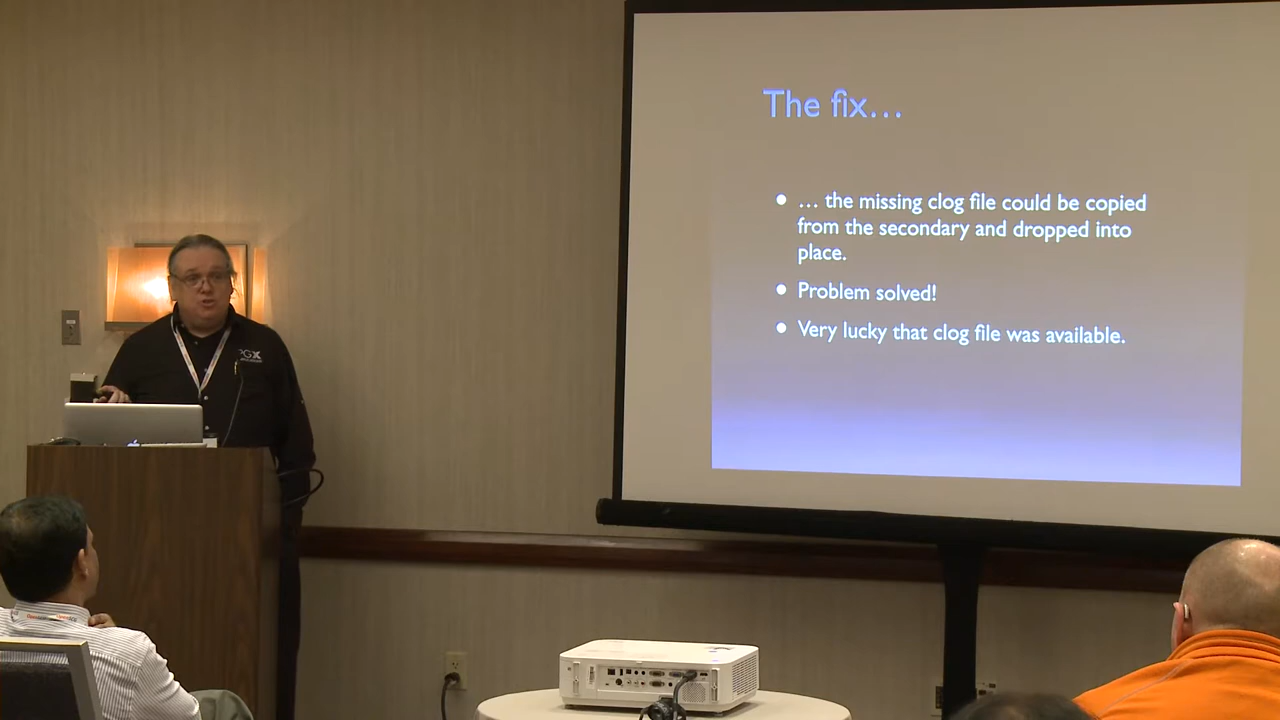 The fix...
• ... the missing clog file could be copied
from the secondary and dropped into
place.
• Problem solved!
• Very lucky that clog file was available.
PGX